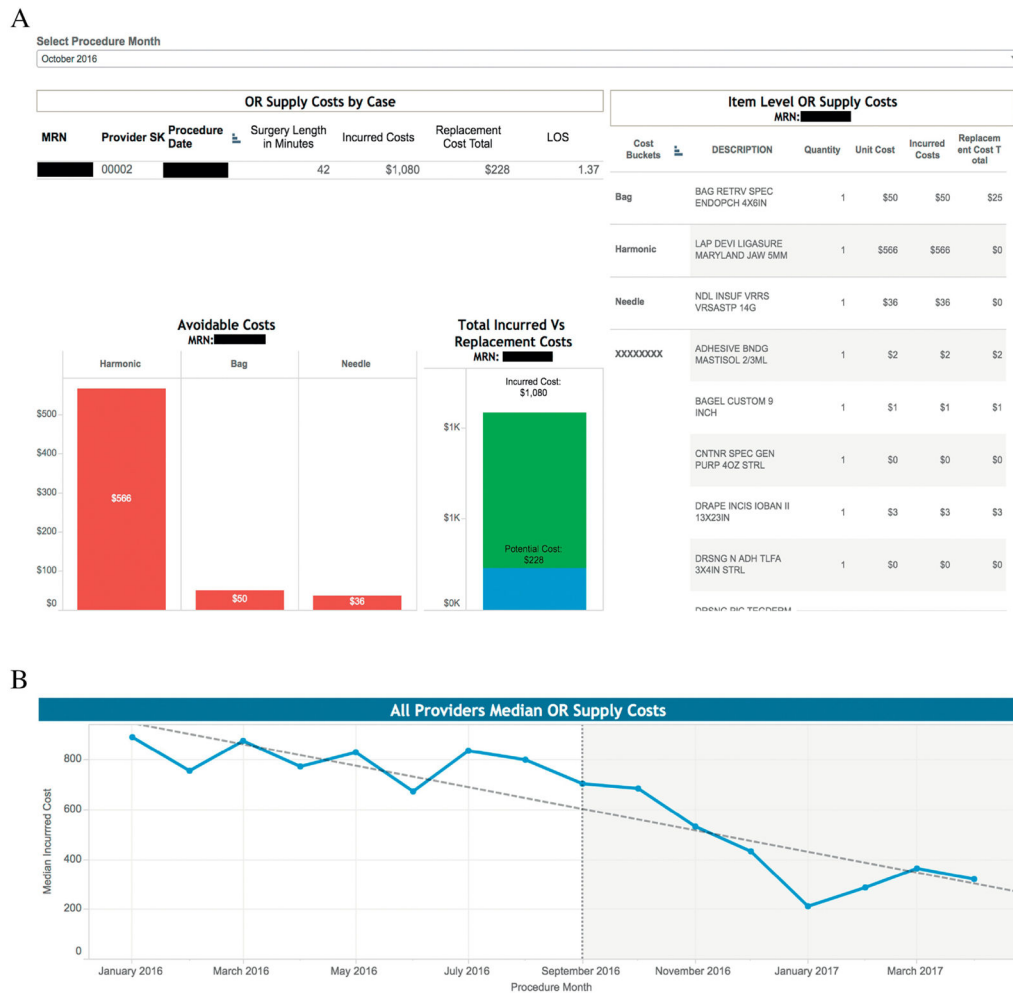 A
Select Procedure Month
October 2016
OR Supply Costs by Case
MRN Provider SK Procedure Date Surgery Length in Minutes Incurred Costs Replacement Cost Total LOS
00002 42 $1,080 $228 1.37
Item Level OR Supply Costs
MRN:
Cost Buckets DESCRIPTION Quantity Unit Cost Incurred Costs Replacem ent Cost T otal
Bag BAG RETRV SPEC ENDOPCH 4X6IN 1 $50 $50 $25
Harmonic LAP DEVI LIGASURE MARYLAND JAW 5MM 1 $566 $566 $0
Needle NDL INSUF VRRS VRSASTP 14G 1 $36 $36 $0
XXXXXXXX ADHESIVE BNDG MASTISOL 2/3ML 1 $2 $2 $2
BAGEL CUSTOM 9 INCH 1 $1 $1 $1
CNTNR SPEC GEN PURP 4OZ STRL 1 $0 $0 $0
DRAPE INCIS IOBAN II 13X23IN 1 $3 $3 $3
DRSNG N ADH TLFA 3X4IN STRL 1 $0 $0 $0
Avoidable Costs
MRN:
Harmonic Bag Needle
$500
$400
$300
$200
$100
$0
$566
$50
$36
Total Incurred Vs
Replacement Costs
MRN:
Incurred Cost:
$1,080
$1K
$1K
$0K
Potential Cost:
$228
B
All Providers Median OR Supply Costs
Median Incurrred Cost
800
600
400
200
0
January 2016 March 2016 May 2016 July 2016 September 2016 November 2016 January 2017 March 2017
Procedure Month